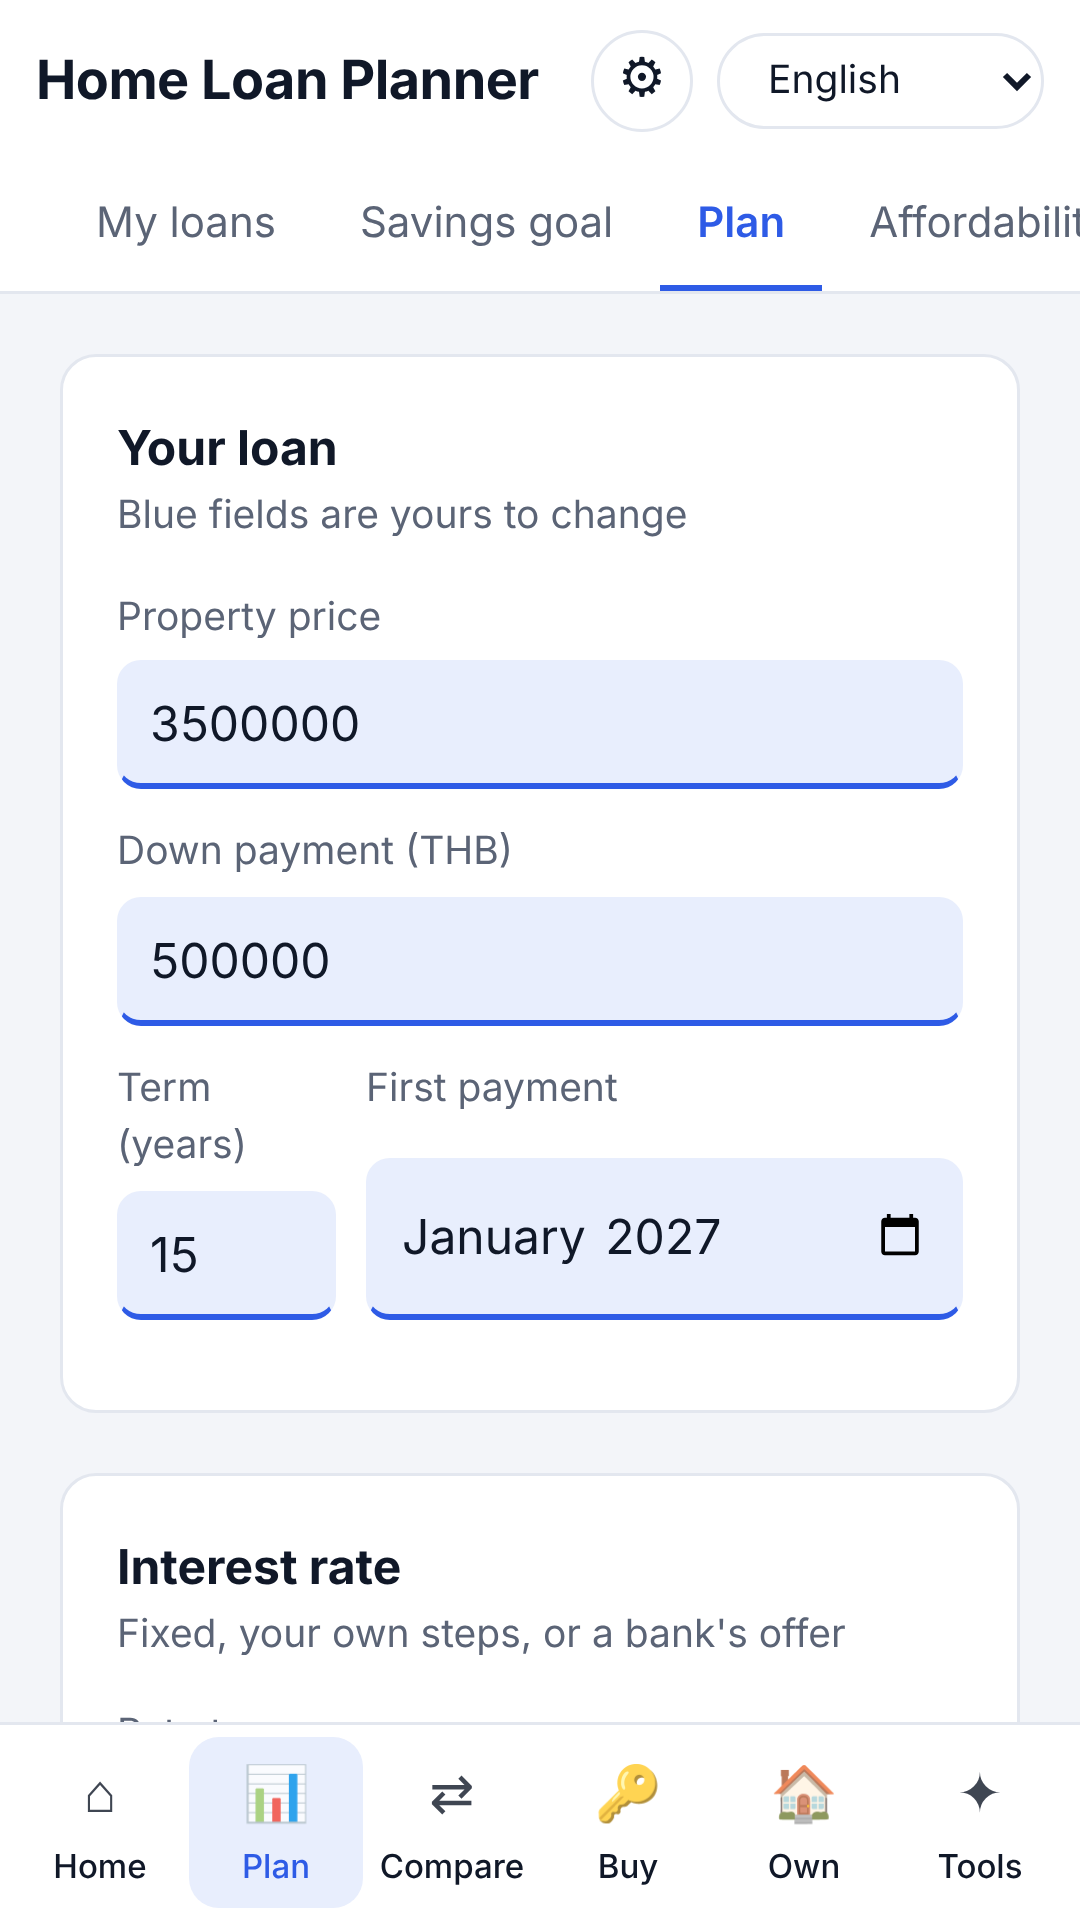 Home Loan Planner
English
My loans
Savings goal
Plan
Your loan
Blue fields are yours to change
Property price
3500000
Down payment (THB)
500000
Term
(years)
First payment
15
January 2027
Interest rate
Fixed, your own steps, or a bank's offer
Home
Plan
Compare
Buy
Own
Tools